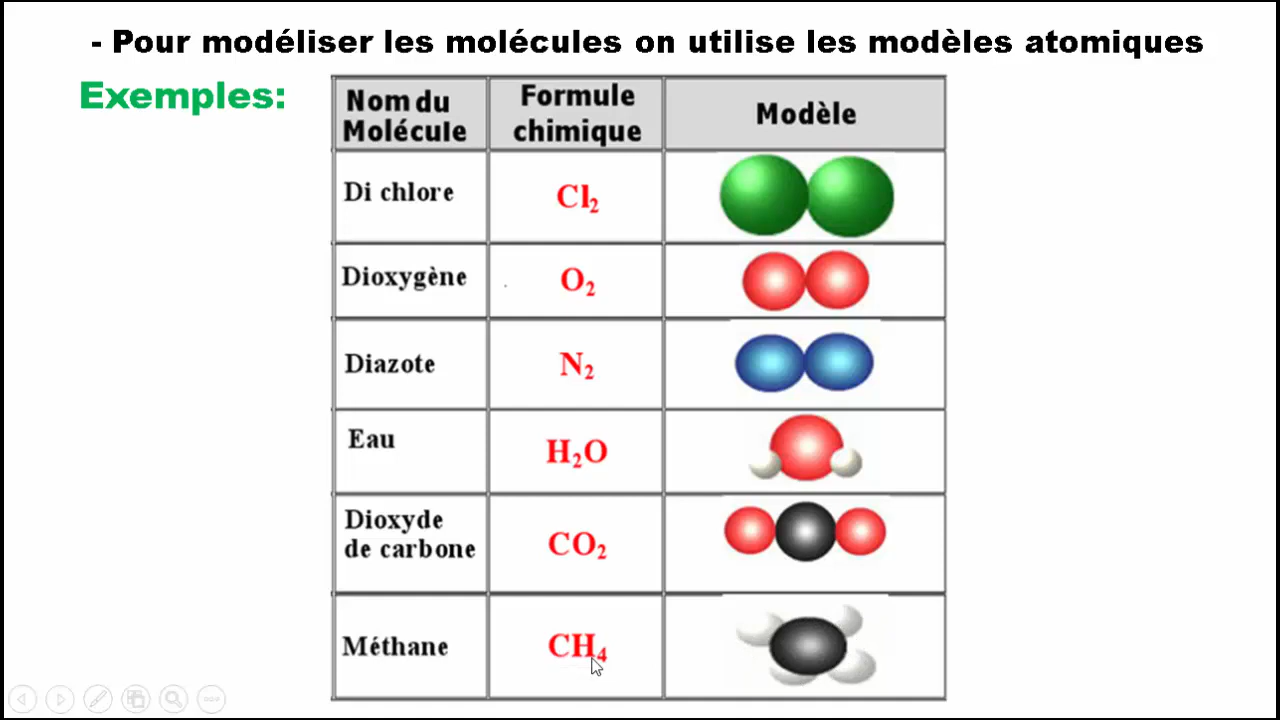 - Pour modéliser les molécules on utilise les modèles atomiques
Exemples:
Nom du
Molécule
Formule
chimique
Modèle
Di chlore
Cl₂
Dioxygène
O₂
Diazote
N₂
Eau
H₂O
Dioxyde
de carbone
CO₂
Méthane
CH₄